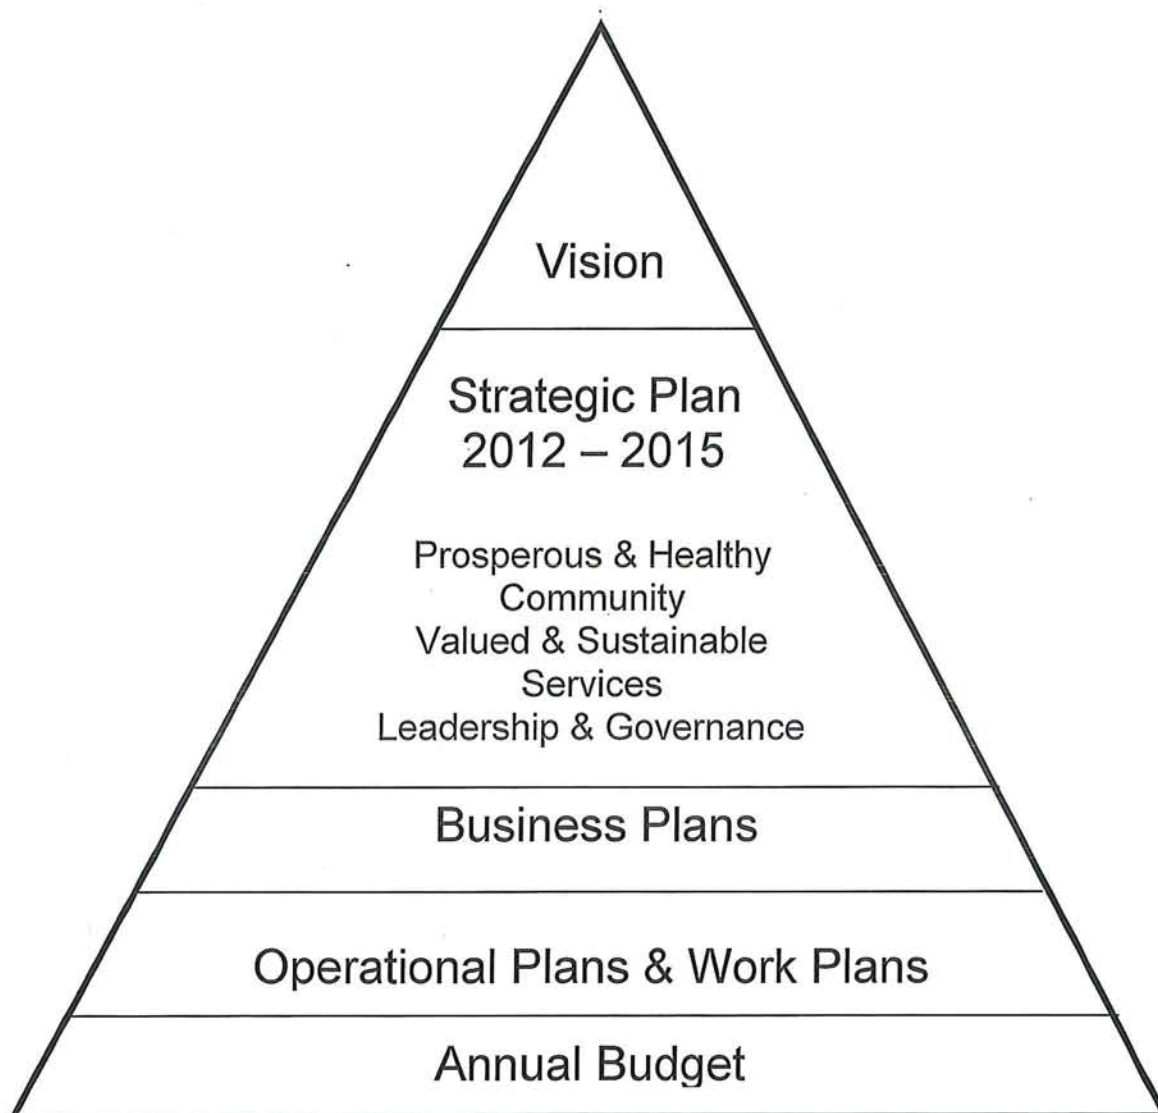 Vision
Strategic Plan
2012 – 2015
Prosperous & Healthy
Community
Valued & Sustainable
Services
Leadership & Governance
Business Plans
Operational Plans & Work Plans
Annual Budget